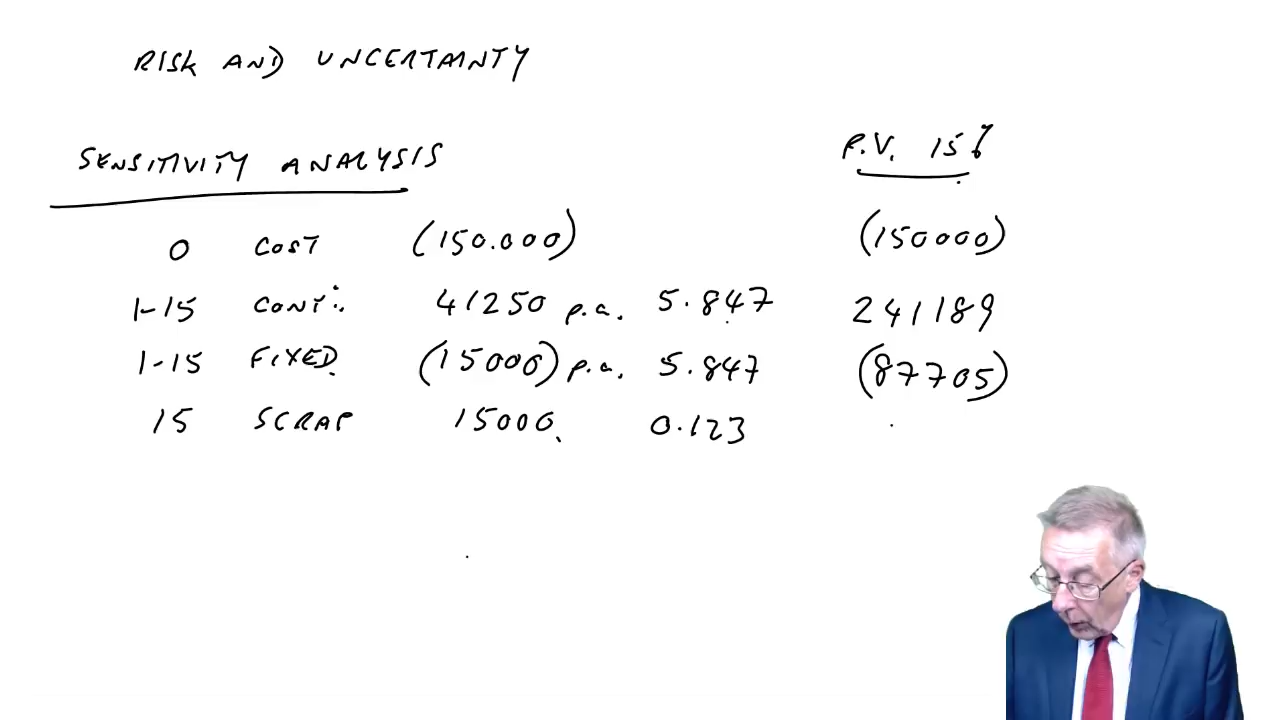 RISK AND UNCERTAINTY
SENSITIVITY ANALYSIS P.V. 15%
0 COST (150.000) (150000)
1-15 CONT: 41250 p.a. 5.847 241189
1-15 FIXED (15000) p.a. 5.847 (87705)
15 SCRAP 15000 0.123